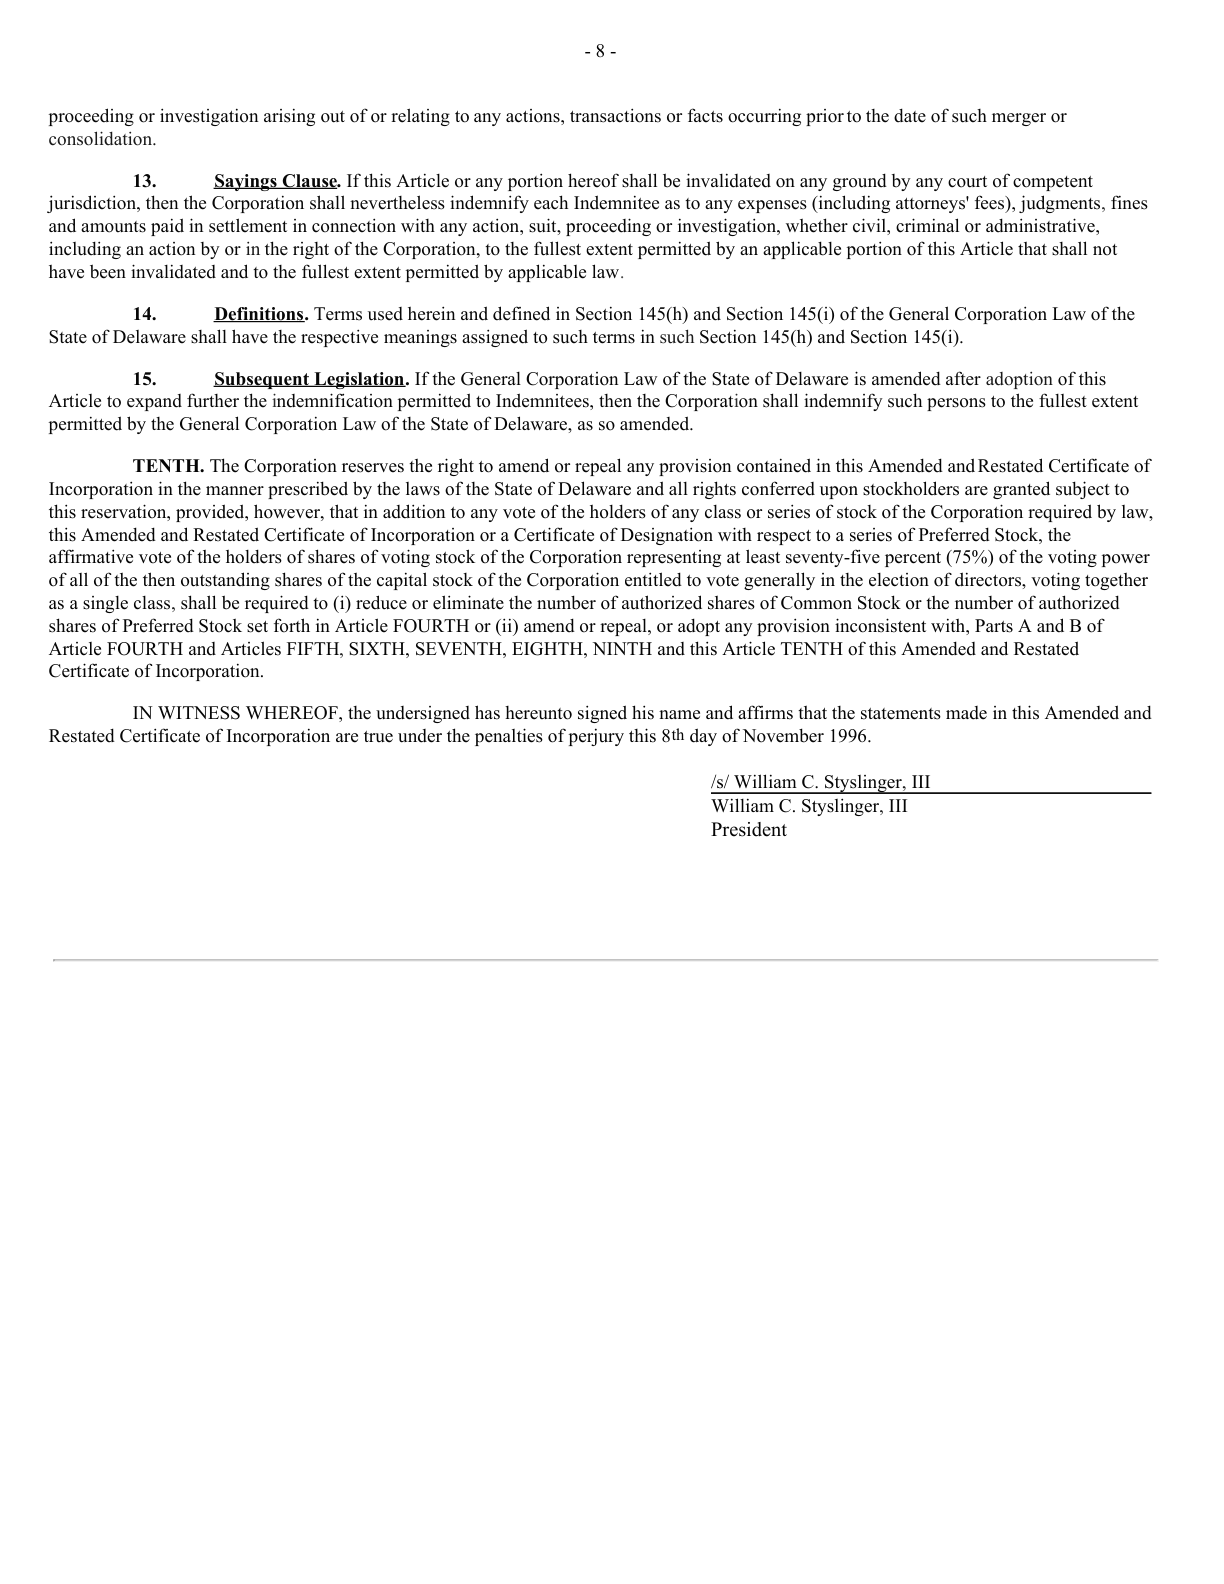 - 8 -
proceeding or investigation arising out of or relating to any actions, transactions or facts occurring prior to the date of such merger or
consolidation.
13. Savings Clause. If this Article or any portion hereof shall be invalidated on any ground by any court of competent
jurisdiction, then the Corporation shall nevertheless indemnify each Indemnitee as to any expenses (including attorneys' fees), judgments, fines
and amounts paid in settlement in connection with any action, suit, proceeding or investigation, whether civil, criminal or administrative,
including an action by or in the right of the Corporation, to the fullest extent permitted by an applicable portion of this Article that shall not
have been invalidated and to the fullest extent permitted by applicable law.
14. Definitions. Terms used herein and defined in Section 145(h) and Section 145(i) of the General Corporation Law of the
State of Delaware shall have the respective meanings assigned to such terms in such Section 145(h) and Section 145(i).
15. Subsequent Legislation. If the General Corporation Law of the State of Delaware is amended after adoption of this
Article to expand further the indemnification permitted to Indemnitees, then the Corporation shall indemnify such persons to the fullest extent
permitted by the General Corporation Law of the State of Delaware, as so amended.
TENTH. The Corporation reserves the right to amend or repeal any provision contained in this Amended and Restated Certificate of
Incorporation in the manner prescribed by the laws of the State of Delaware and all rights conferred upon stockholders are granted subject to
this reservation, provided, however, that in addition to any vote of the holders of any class or series of stock of the Corporation required by law,
this Amended and Restated Certificate of Incorporation or a Certificate of Designation with respect to a series of Preferred Stock, the
affirmative vote of the holders of shares of voting stock of the Corporation representing at least seventy-five percent (75%) of the voting power
of all of the then outstanding shares of the capital stock of the Corporation entitled to vote generally in the election of directors, voting together
as a single class, shall be required to (i) reduce or eliminate the number of authorized shares of Common Stock or the number of authorized
shares of Preferred Stock set forth in Article FOURTH or (ii) amend or repeal, or adopt any provision inconsistent with, Parts A and B of
Article FOURTH and Articles FIFTH, SIXTH, SEVENTH, EIGHTH, NINTH and this Article TENTH of this Amended and Restated
Certificate of Incorporation.
IN WITNESS WHEREOF, the undersigned has hereunto signed his name and affirms that the statements made in this Amended and
Restated Certificate of Incorporation are true under the penalties of perjury this 8th day of November 1996.
/s/ William C. Styslinger, III
William C. Styslinger, III
President